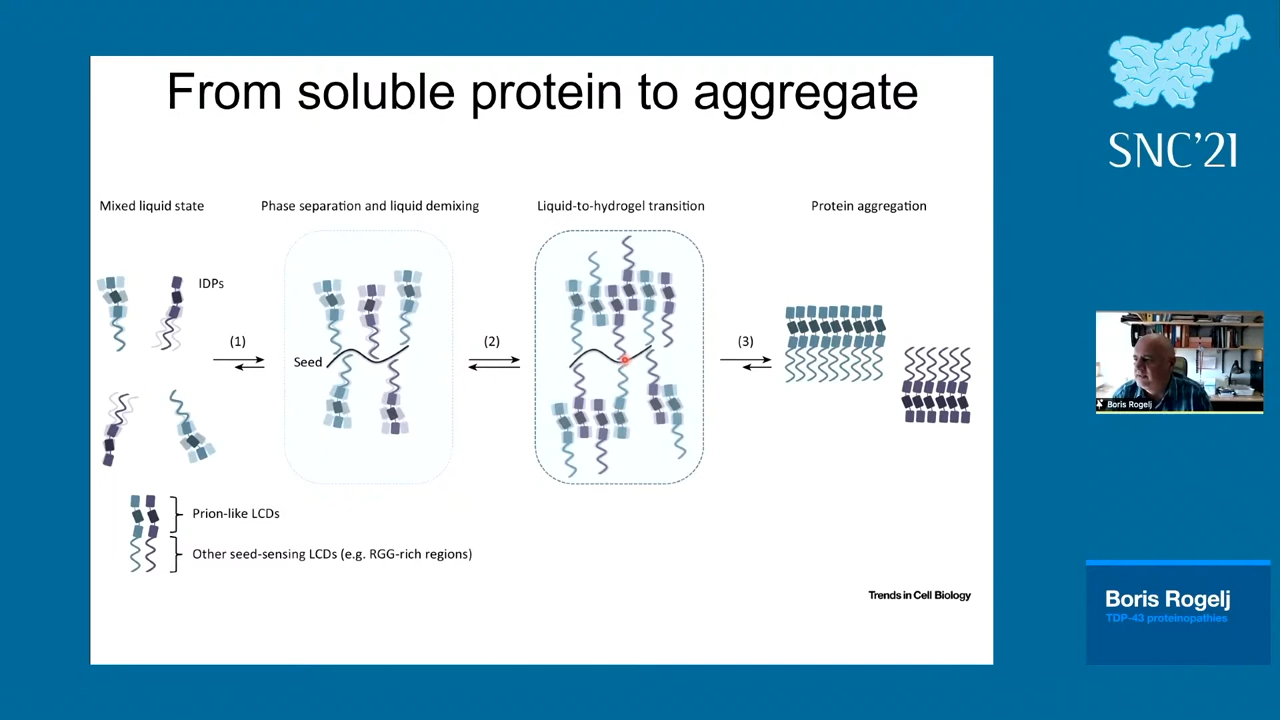 From soluble protein to aggregate
Mixed liquid state
Phase separation and liquid demixing
Liquid-to-hydrogel transition
Protein aggregation
IDPs
(1)
Seed
(2)
(3)
Prion-like LCDs
Other seed-sensing LCDs (e.g. RGG-rich regions)
Trends in Cell Biology
SNC'21
Boris Rogelj
Boris Rogelj
TDP-43 proteinopathies